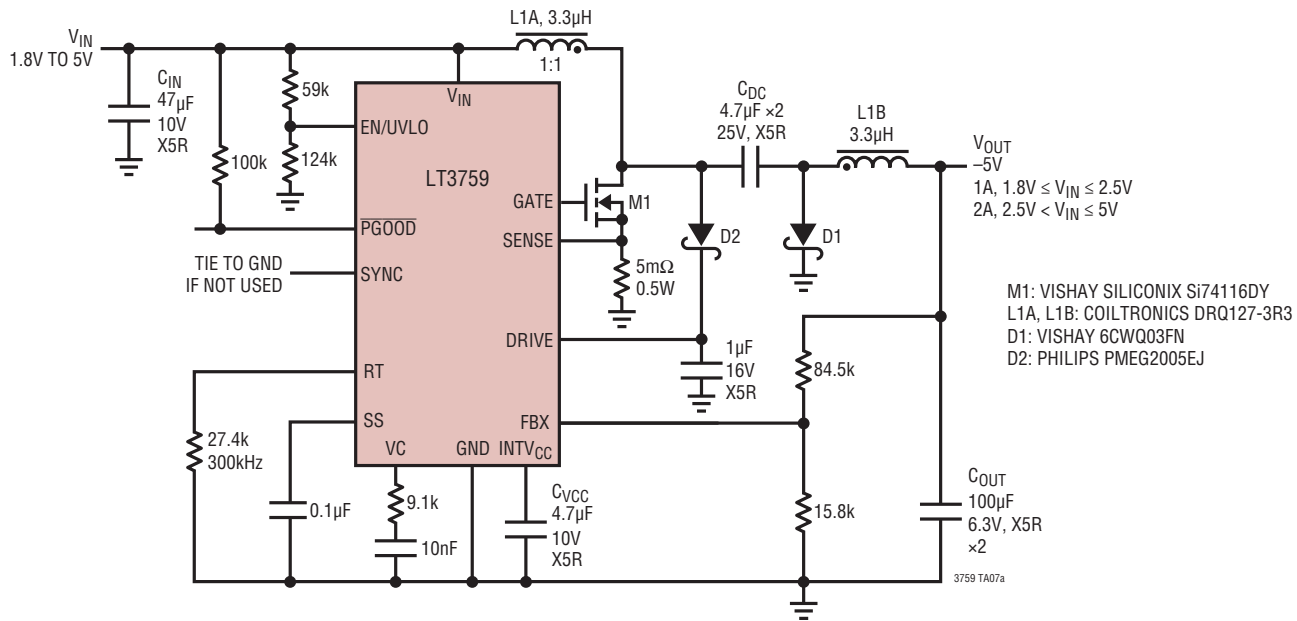 L1A, 3.3µH
1:1
VIN
1.8V TO 5V
CIN
47µF
10V
X5R
100k
59k
124k
VIN
EN/UVLO
LT3759
PGOOD
SYNC
TIE TO GND
IF NOT USED
RT
SS
VC
GND
INTVCC
GATE
SENSE
DRIVE
FBX
M1
5mΩ
0.5W
CDC
4.7µF ×2
25V, X5R
L1B
3.3µH
D2
D1
VOUT
–5V
1A, 1.8V ≤ VIN ≤ 2.5V
2A, 2.5V < VIN ≤ 5V
M1: VISHAY SILICONIX Si74116DY
L1A, L1B: COILTRONICS DRQ127-3R3
D1: VISHAY 6CWQ03FN
D2: PHILIPS PMEG2005EJ
1µF
16V
X5R
84.5k
15.8k
27.4k
300kHz
0.1µF
9.1k
10nF
CVCC
4.7µF
10V
X5R
COUT
100µF
6.3V, X5R
×2
3759 TA07a